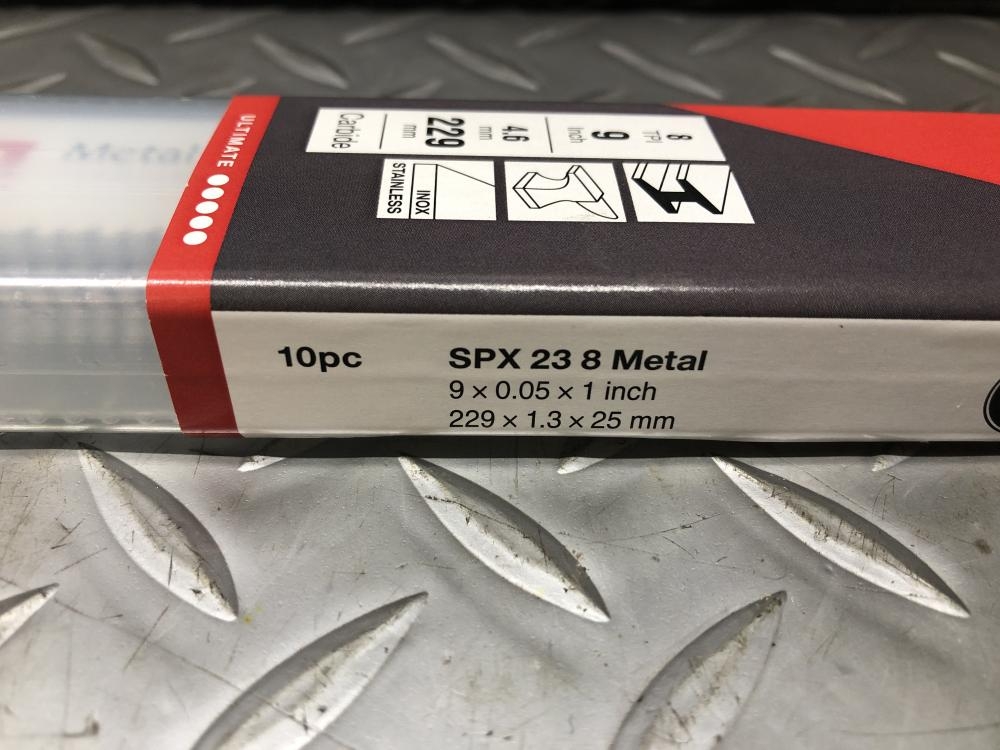 Metal
ULTIMATE
8
TPI
9
Inch
4.6
mm
229
mm
Carbide
INOX
STAINLESS
10pc
SPX 23 8 Metal
9 × 0.05 × 1 inch
229 × 1.3 × 25 mm